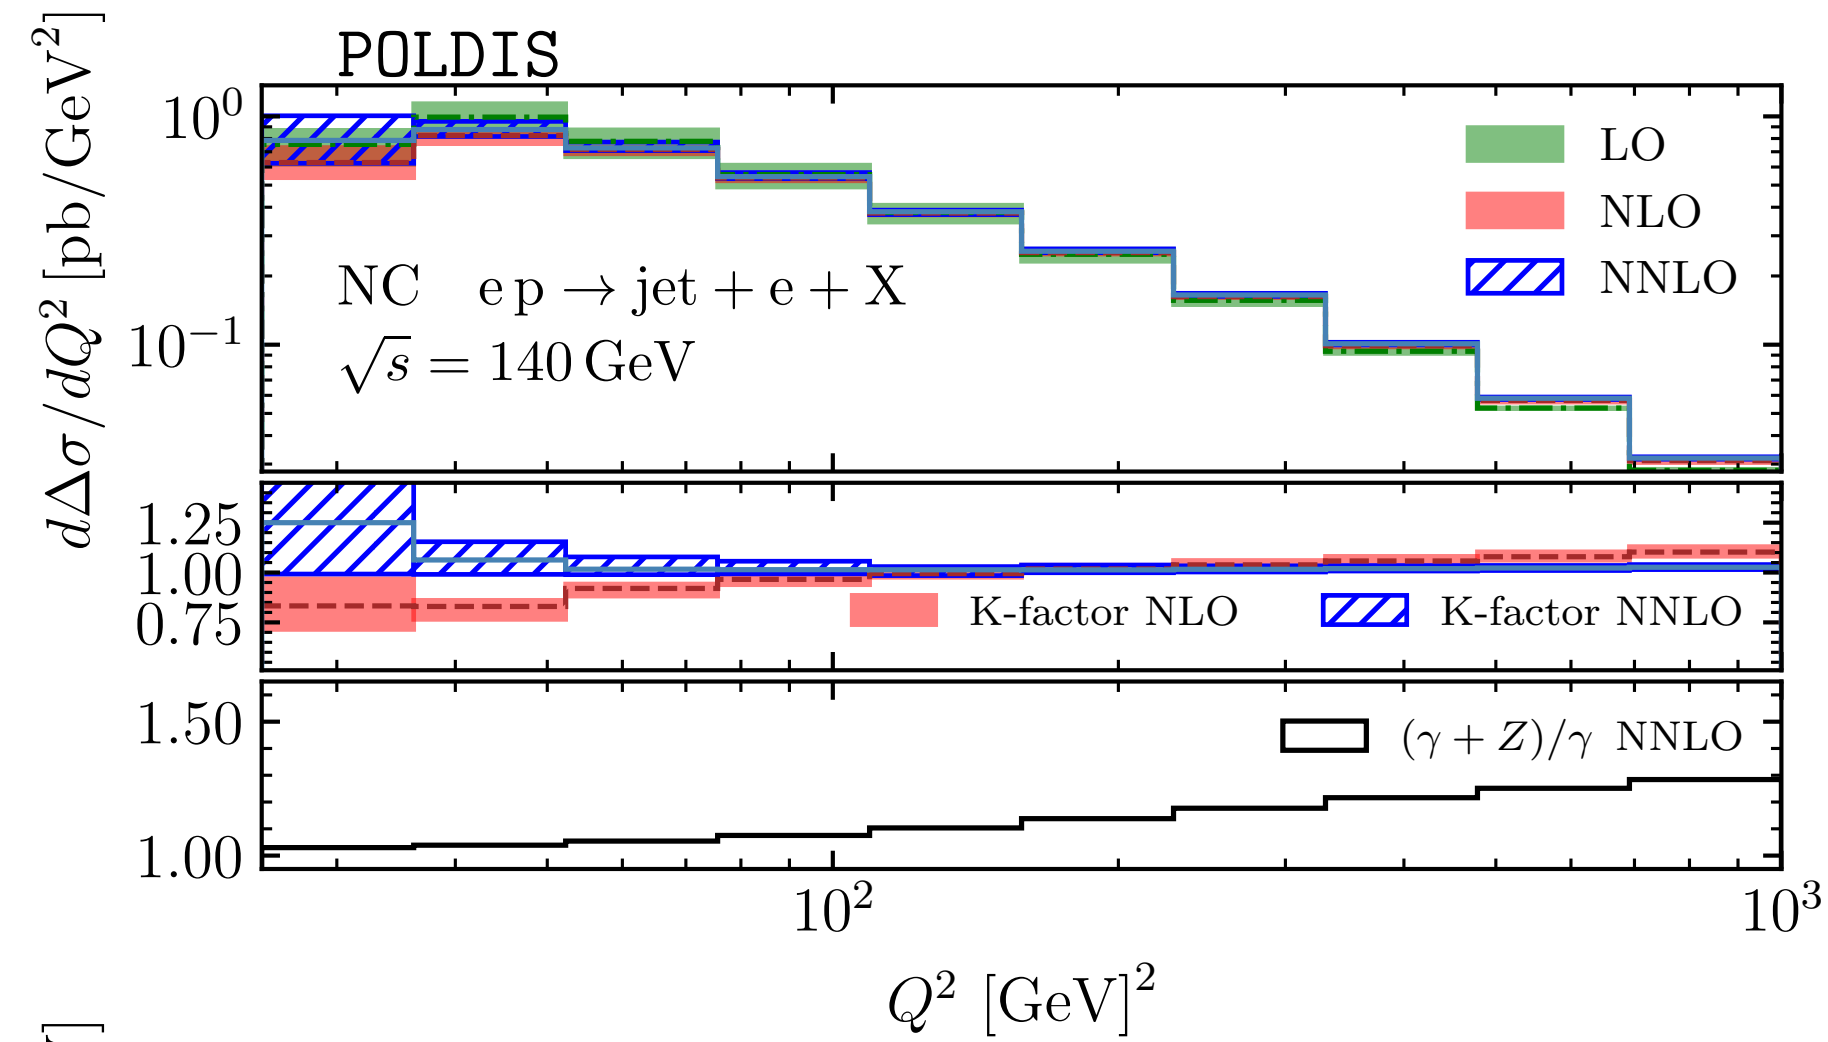 POLDIS
dΔσ/dQ² [pb/GeV²]
10⁰
10⁻¹
LO
NLO
NNLO
NC e p → jet + e + X
√s = 140 GeV
1.25
1.00
0.75
K-factor NLO K-factor NNLO
1.50
1.00
(γ + Z)/γ NNLO
10² 10³
Q² [GeV]²